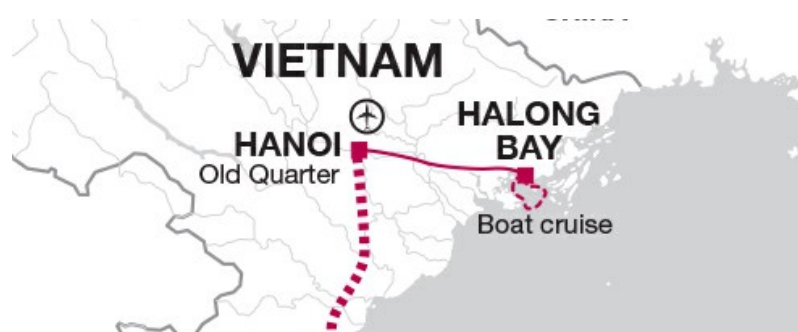 VIETNAM
HANOI
Old Quarter
HALONG
BAY
Boat cruise